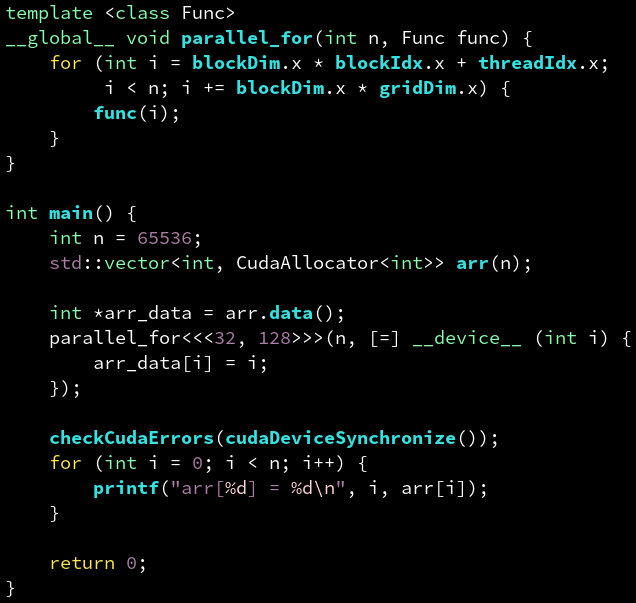 template <class Func>
__global__ void parallel_for(int n, Func func) {
    for (int i = blockDim.x * blockIdx.x + threadIdx.x;
         i < n; i += blockDim.x * gridDim.x) {
        func(i);
    }
}

int main() {
    int n = 65536;
    std::vector<int, CudaAllocator<int>> arr(n);

    int *arr_data = arr.data();
    parallel_for<<<32, 128>>>(n, [=] __device__ (int i) {
        arr_data[i] = i;
    });

    checkCudaErrors(cudaDeviceSynchronize());
    for (int i = 0; i < n; i++) {
        printf("arr[%d] = %d\n", i, arr[i]);
    }

    return 0;
}